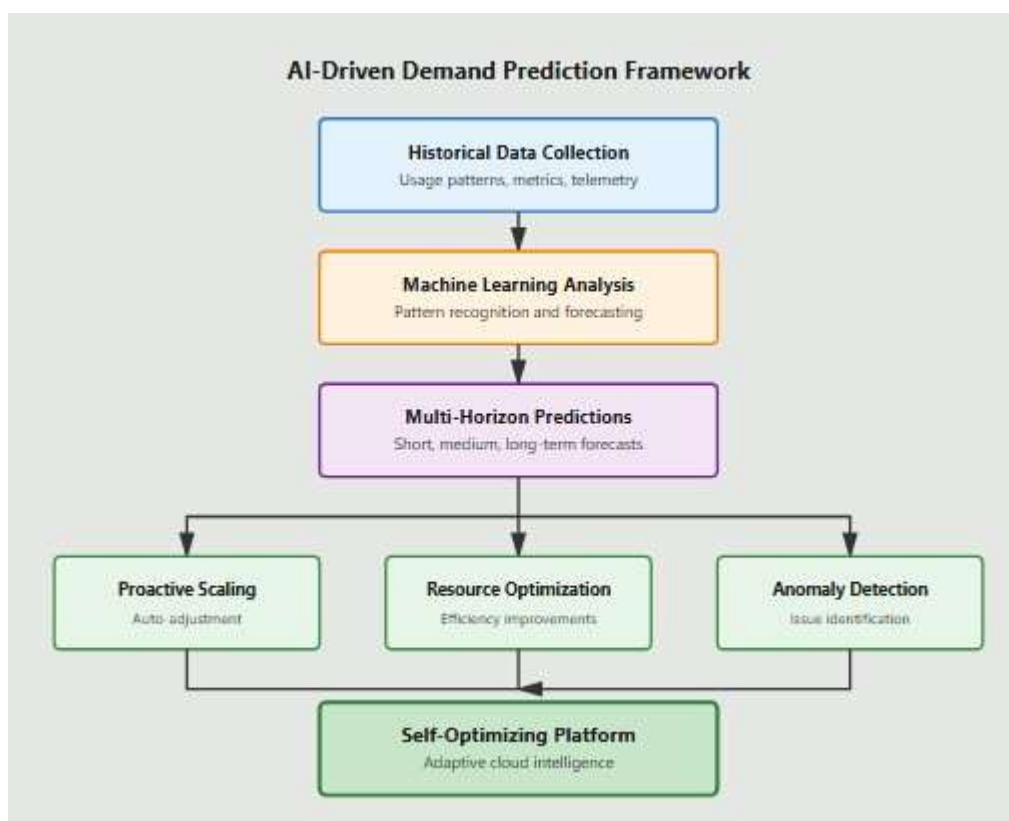 AI-Driven Demand Prediction Framework
Historical Data Collection
Usage patterns, metrics, telemetry
Machine Learning Analysis
Pattern recognition and forecasting
Multi-Horizon Predictions
Short, medium, long-term forecasts
Proactive Scaling
Auto-adjustment
Resource Optimization
Efficiency improvements
Anomaly Detection
Issue identification
Self-Optimizing Platform
Adaptive cloud intelligence